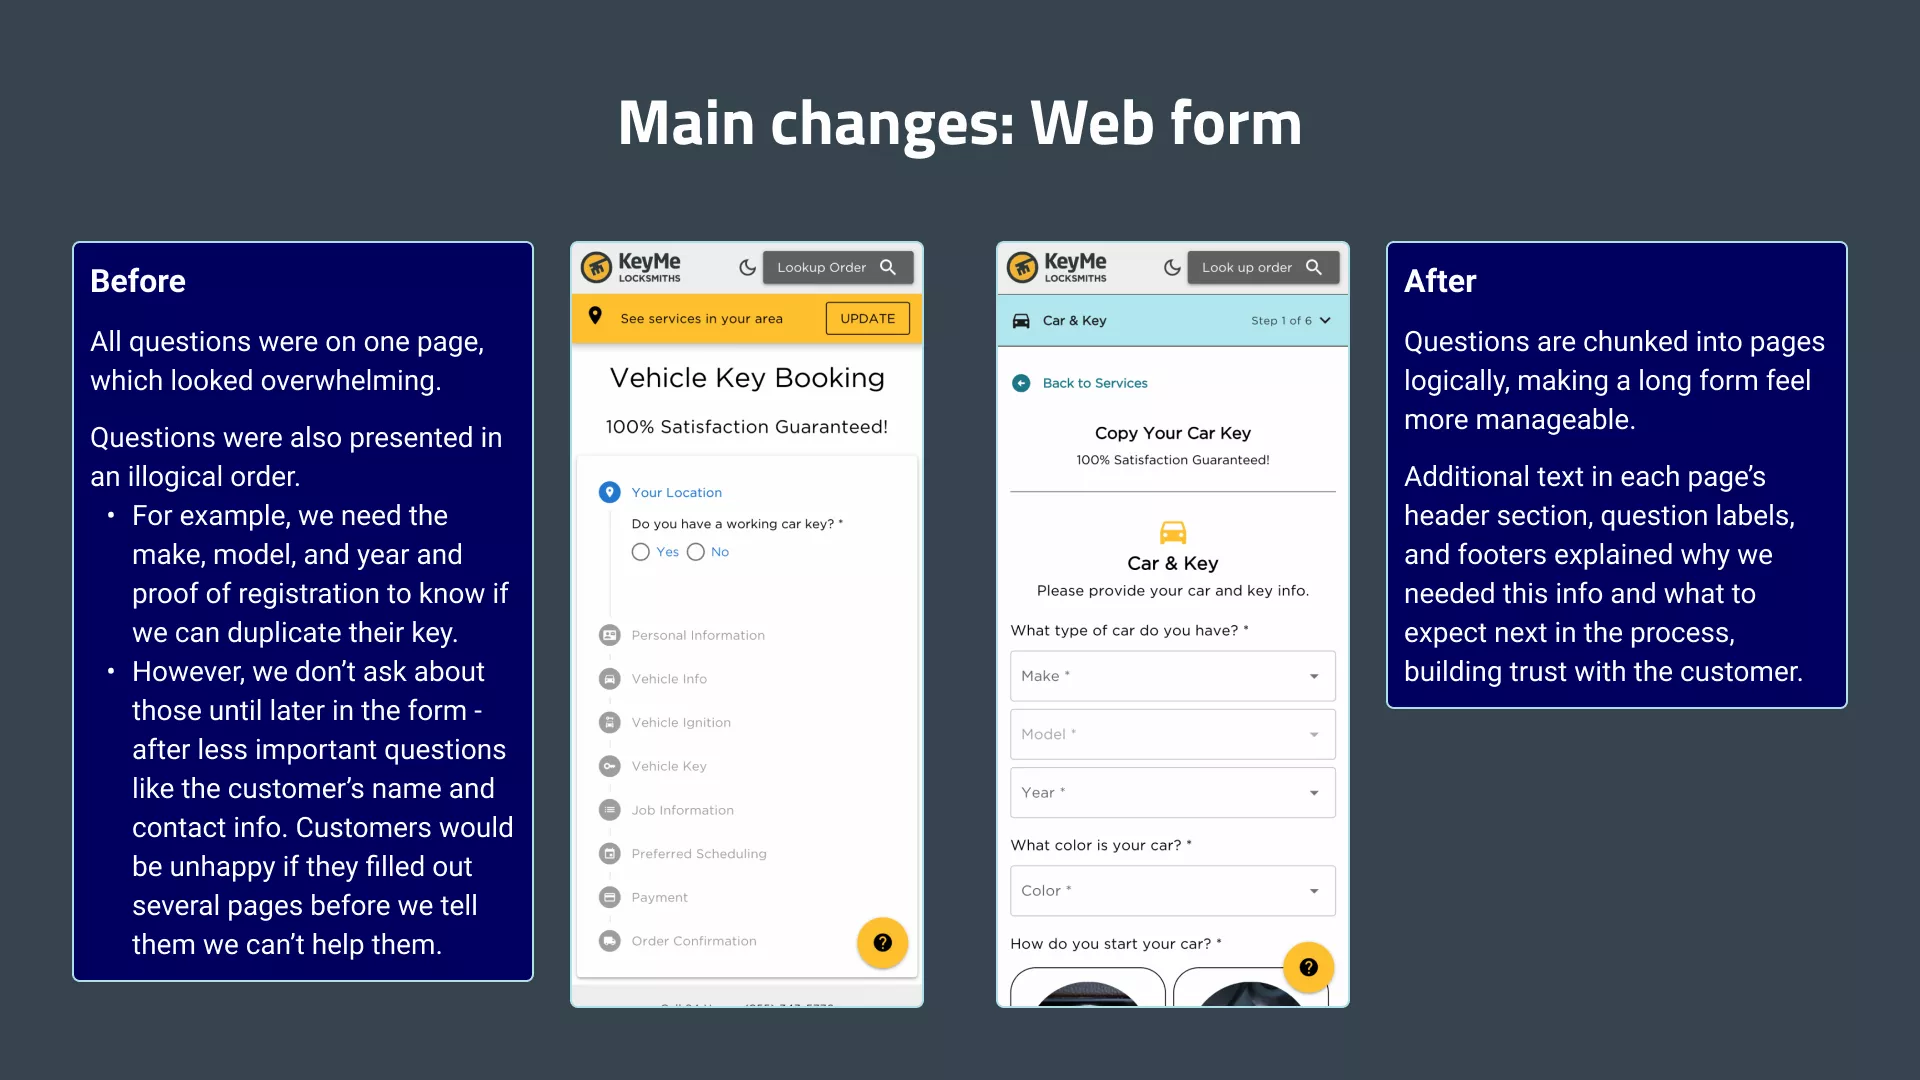 Main changes: Web form
Before
All questions were on one page,
which looked overwhelming.
Questions were also presented in
an illogical order.
• For example, we need the
make, model, and year and
proof of registration to know if
we can duplicate their key.
• However, we don’t ask about
those until later in the form -
after less important questions
like the customer’s name and
contact info. Customers would
be unhappy if they filled out
several pages before we tell
them we can’t help them.
KeyMe
LOCKSMITHS
Lookup Order
See services in your area
UPDATE
Vehicle Key Booking
100% Satisfaction Guaranteed!
Your Location
Do you have a working car key? *
Yes No
Personal Information
Vehicle Info
Vehicle Ignition
Vehicle Key
Job Information
Preferred Scheduling
Payment
Order Confirmation
KeyMe
LOCKSMITHS
Look up order
Car & Key
Step 1 of 6
Back to Services
Copy Your Car Key
100% Satisfaction Guaranteed!
Car & Key
Please provide your car and key info.
What type of car do you have? *
Make *
Model *
Year *
What color is your car? *
Color *
How do you start your car? *
After
Questions are chunked into pages
logically, making a long form feel
more manageable.
Additional text in each page’s
header section, question labels,
and footers explained why we
needed this info and what to
expect next in the process,
building trust with the customer.